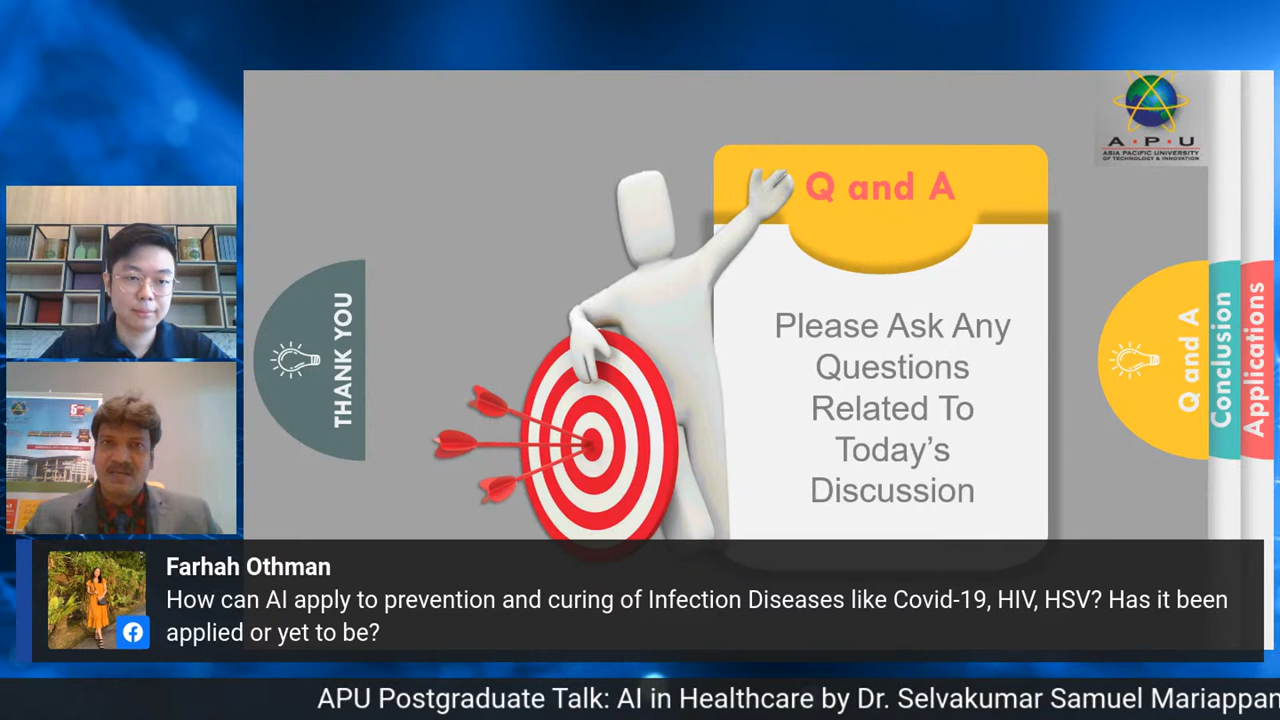 A • P • U
ASIA PACIFIC UNIVERSITY
OF TECHNOLOGY & INNOVATION
Q and A
Please Ask Any
Questions
Related To
Today’s
Discussion
THANK YOU
Q and A
Conclusion
Applications
Farhah Othman
How can AI apply to prevention and curing of Infection Diseases like Covid-19, HIV, HSV? Has it been
applied or yet to be?
APU Postgraduate Talk: AI in Healthcare by Dr. Selvakumar Samuel Mariappan